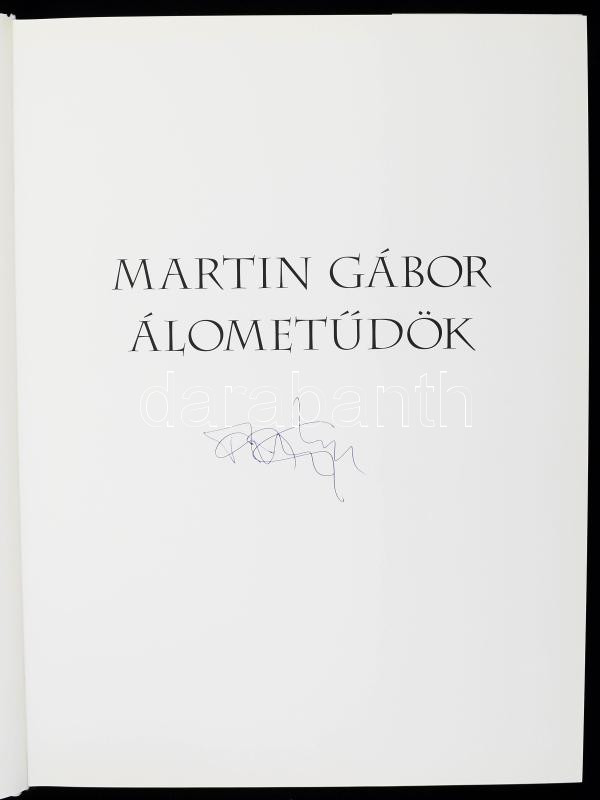 MARTIN GÁBOR
ÁLOMETŰDÖK
darabanth